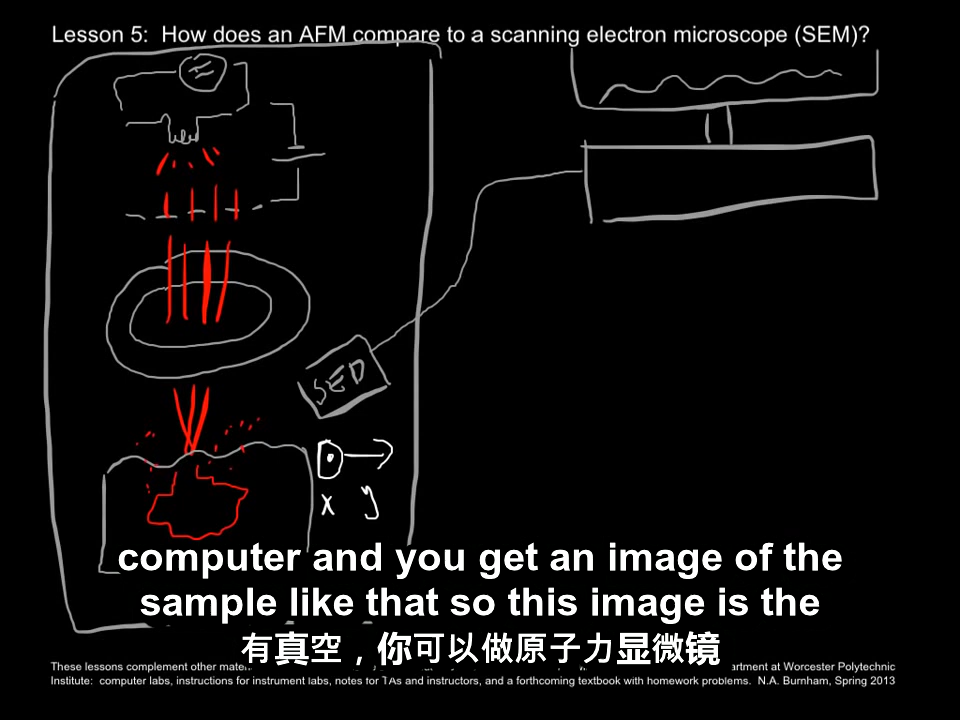 Lesson 5:  How does an AFM compare to a scanning electron microscope (SEM)?
SED
x y
computer and you get an image of the
sample like that so this image is the
有真空，你可以做原子力显微镜
These lessons complement other mater
artment at Worcester Polytechnic
Institute:  computer labs, instructions for instrument labs, notes for TAs and instructors, and a forthcoming textbook with homework problems.  N.A. Burnham, Spring 2013